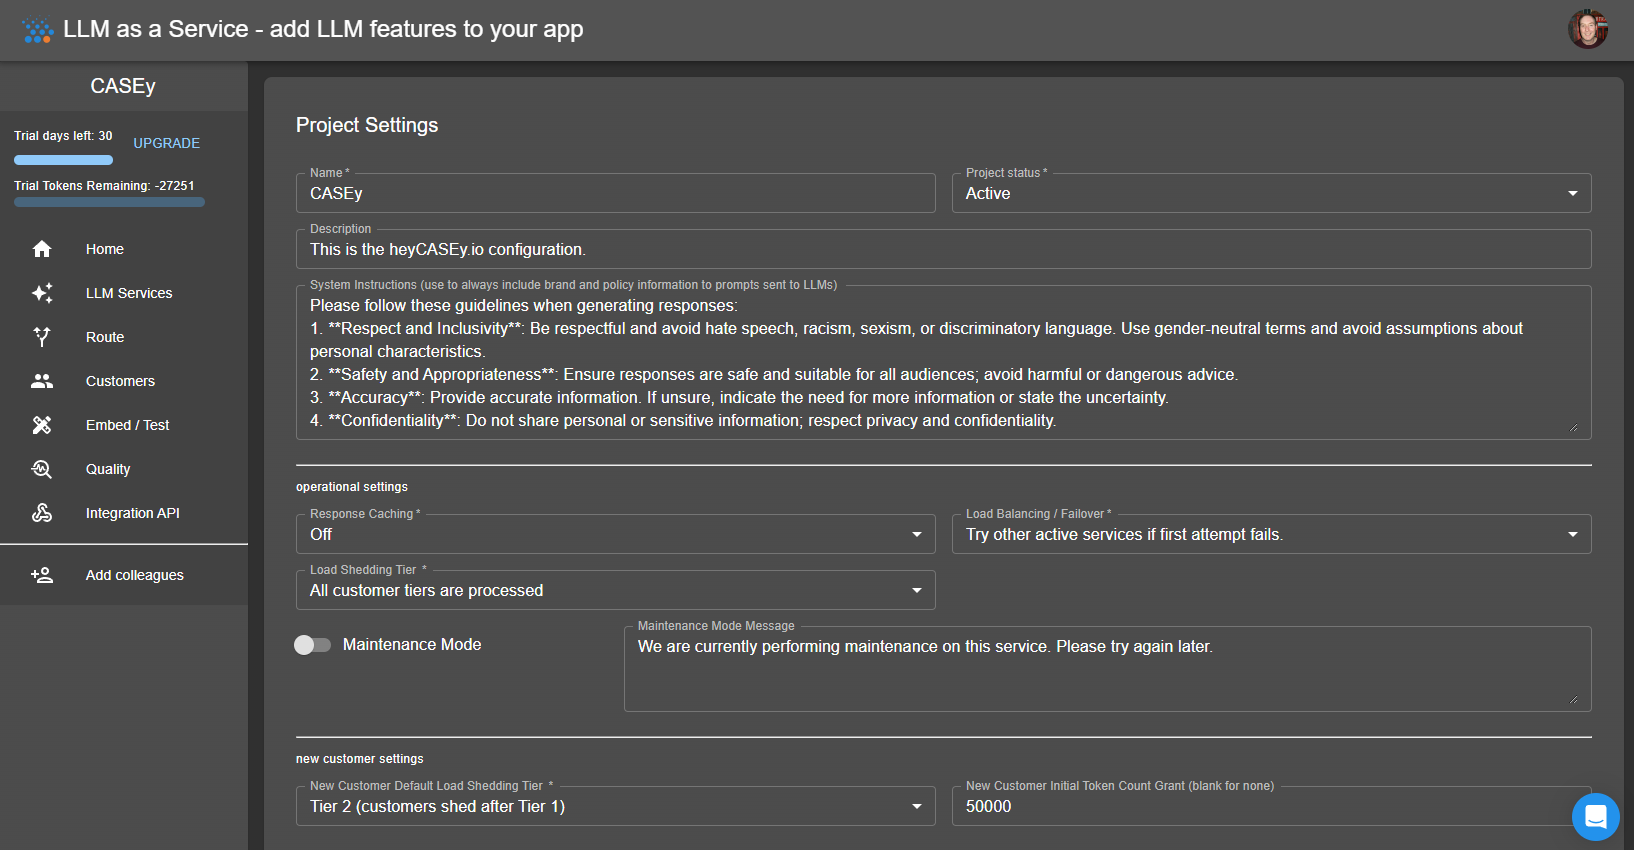 LLM as a Service - add LLM features to your app
CASEy
Trial days left: 30
UPGRADE
Trial Tokens Remaining: -27251
Home
LLM Services
Route
Customers
Embed / Test
Quality
Integration API
Add colleagues
Project Settings
Name *
CASEy
Project status *
Active
Description
This is the heyCASEy.io configuration.
System Instructions (use to always include brand and policy information to prompts sent to LLMs)
Please follow these guidelines when generating responses:
1. **Respect and Inclusivity**: Be respectful and avoid hate speech, racism, sexism, or discriminatory language. Use gender-neutral terms and avoid assumptions about
personal characteristics.
2. **Safety and Appropriateness**: Ensure responses are safe and suitable for all audiences; avoid harmful or dangerous advice.
3. **Accuracy**: Provide accurate information. If unsure, indicate the need for more information or state the uncertainty.
4. **Confidentiality**: Do not share personal or sensitive information; respect privacy and confidentiality.
operational settings
Response Caching *
Off
Load Balancing / Failover *
Try other active services if first attempt fails.
Load Shedding Tier *
All customer tiers are processed
Maintenance Mode
Maintenance Mode Message
We are currently performing maintenance on this service. Please try again later.
new customer settings
New Customer Default Load Shedding Tier *
Tier 2 (customers shed after Tier 1)
New Customer Initial Token Count Grant (blank for none)
50000